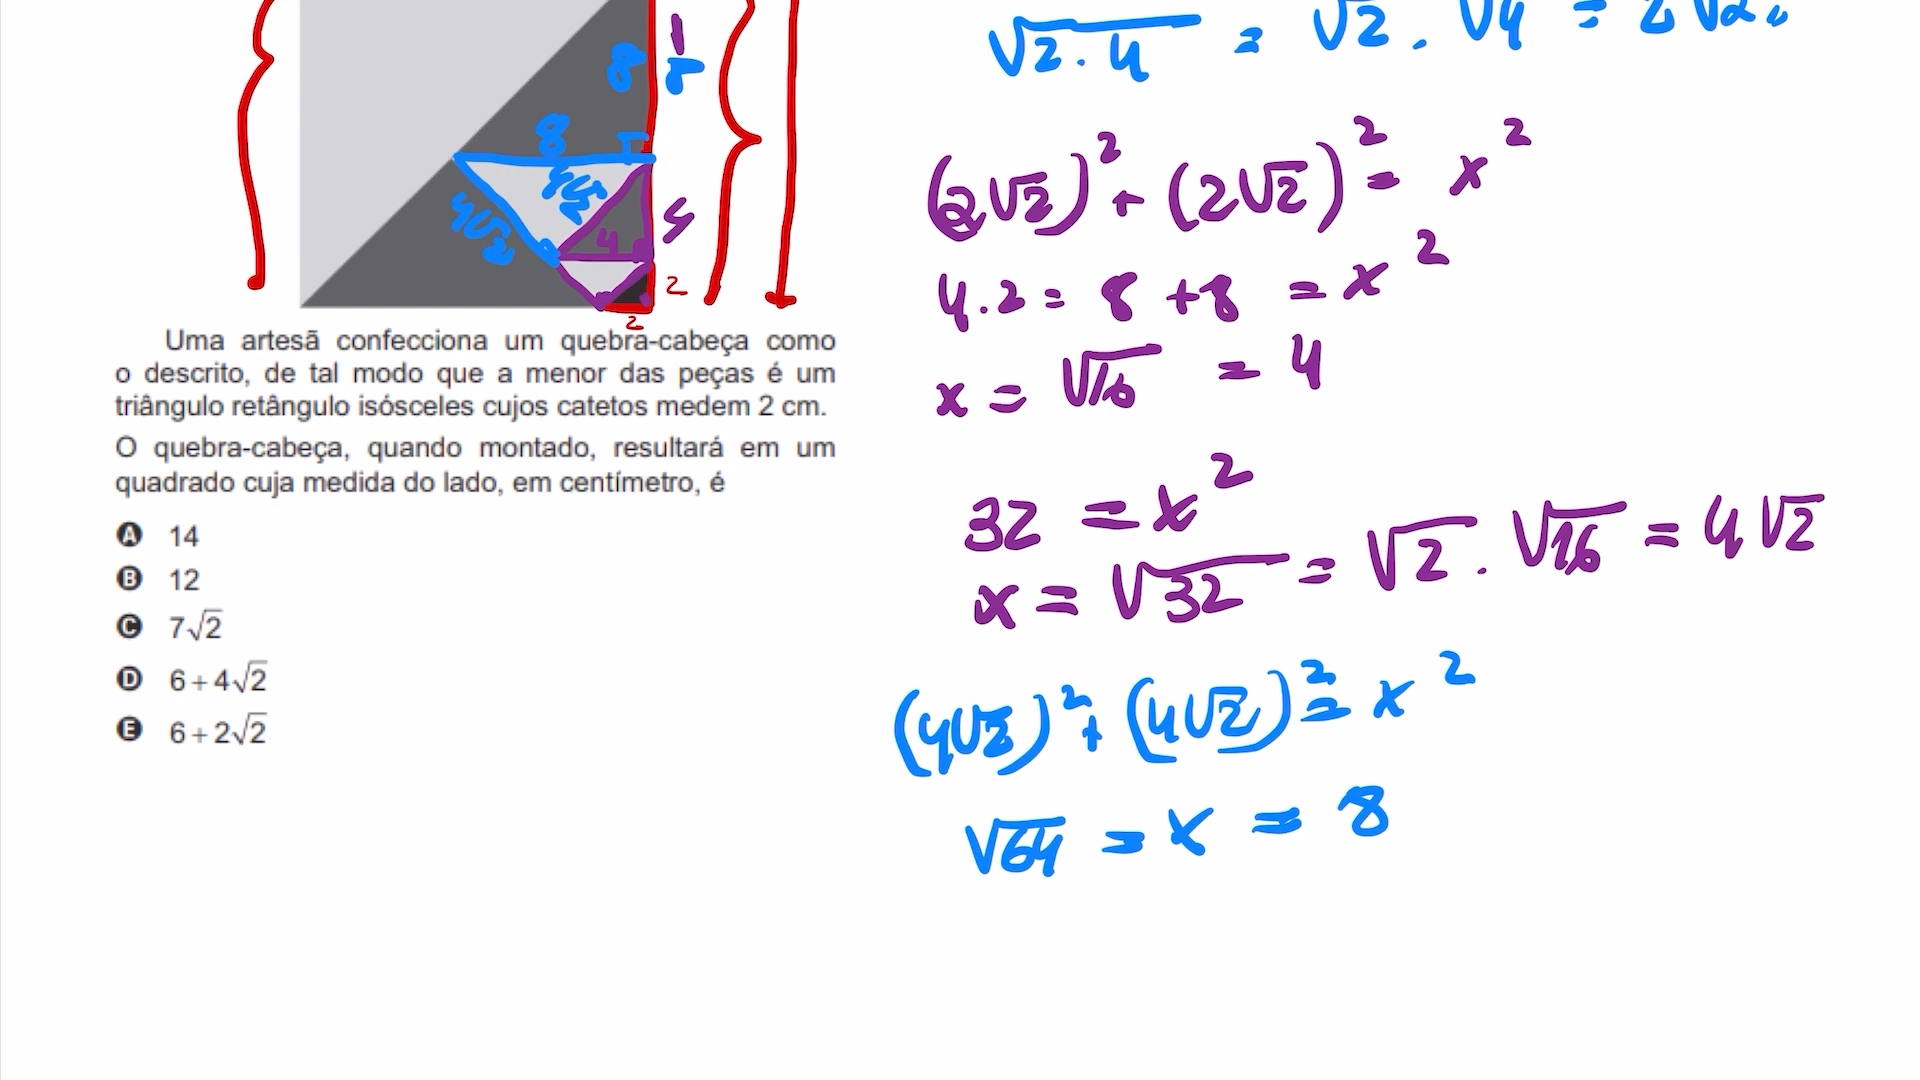 √2.4 = √2 . √4 = 2√2
8
1
8
8
4√2
4√2
4
4
2
2
(2√2)² + (2√2)² = x²
4.2 = 8 + 8 = x²
x = √16 = 4
32 = x²
x = √32 = √2 . √16 = 4√2
(4√2)² + (4√2)² = x²
√64 = x = 8
Uma artesã confecciona um quebra-cabeça como
o descrito, de tal modo que a menor das peças é um
triângulo retângulo isósceles cujos catetos medem 2 cm.
O quebra-cabeça, quando montado, resultará em um
quadrado cuja medida do lado, em centímetro, é
A 14
B 12
C 7√2
D 6 + 4√2
E 6 + 2√2